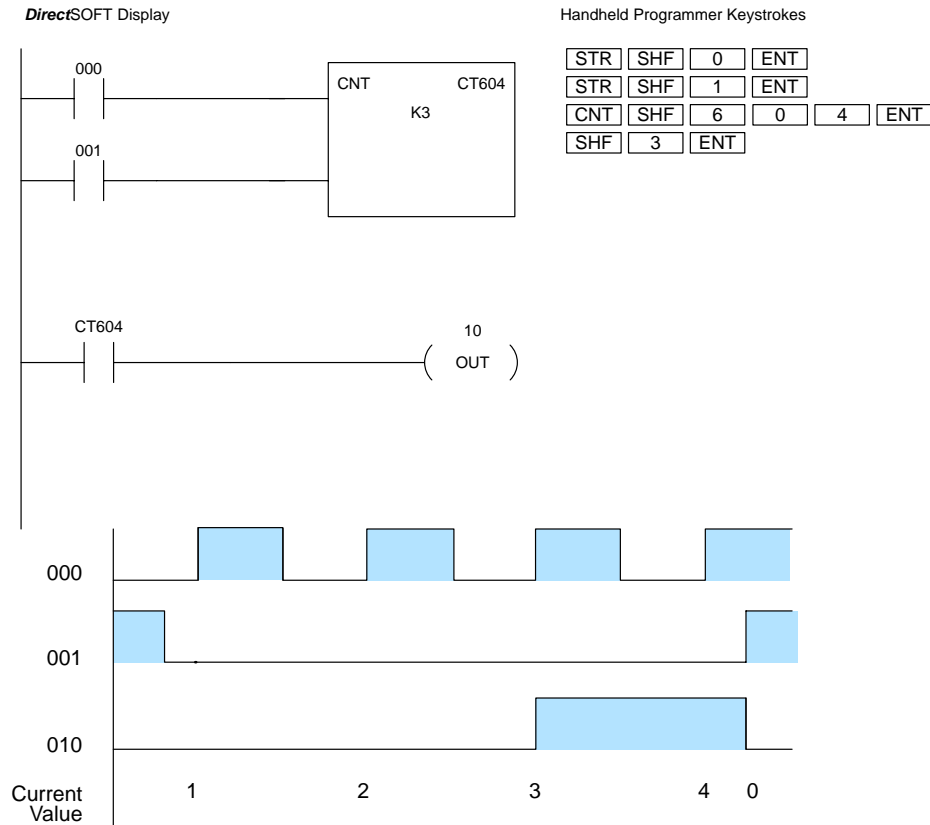 DirectSOFT Display
Handheld Programmer Keystrokes
000
CNT CT604
K3
001
STR SHF 0 ENT
STR SHF 1 ENT
CNT SHF 6 0 4 ENT
SHF 3 ENT
CT604
10
OUT
000
001
010
Current
Value
1 2 3 4 0